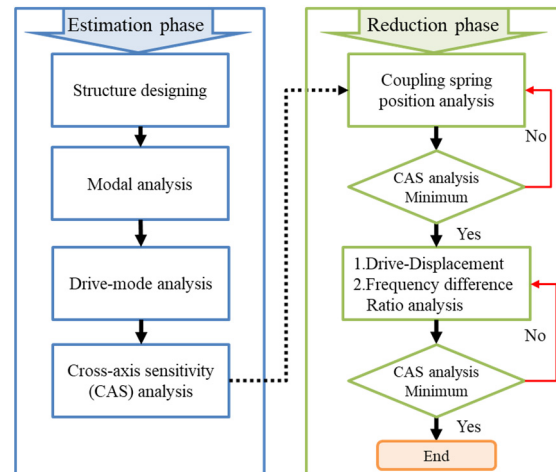 Estimation phase
Structure designing
Modal analysis
Drive-mode analysis
Cross-axis sensitivity
(CAS) analysis
Reduction phase
Coupling spring
position analysis
No
CAS analysis
Minimum
Yes
1.Drive-Displacement
2.Frequency difference
Ratio analysis
No
CAS analysis
Minimum
Yes
End